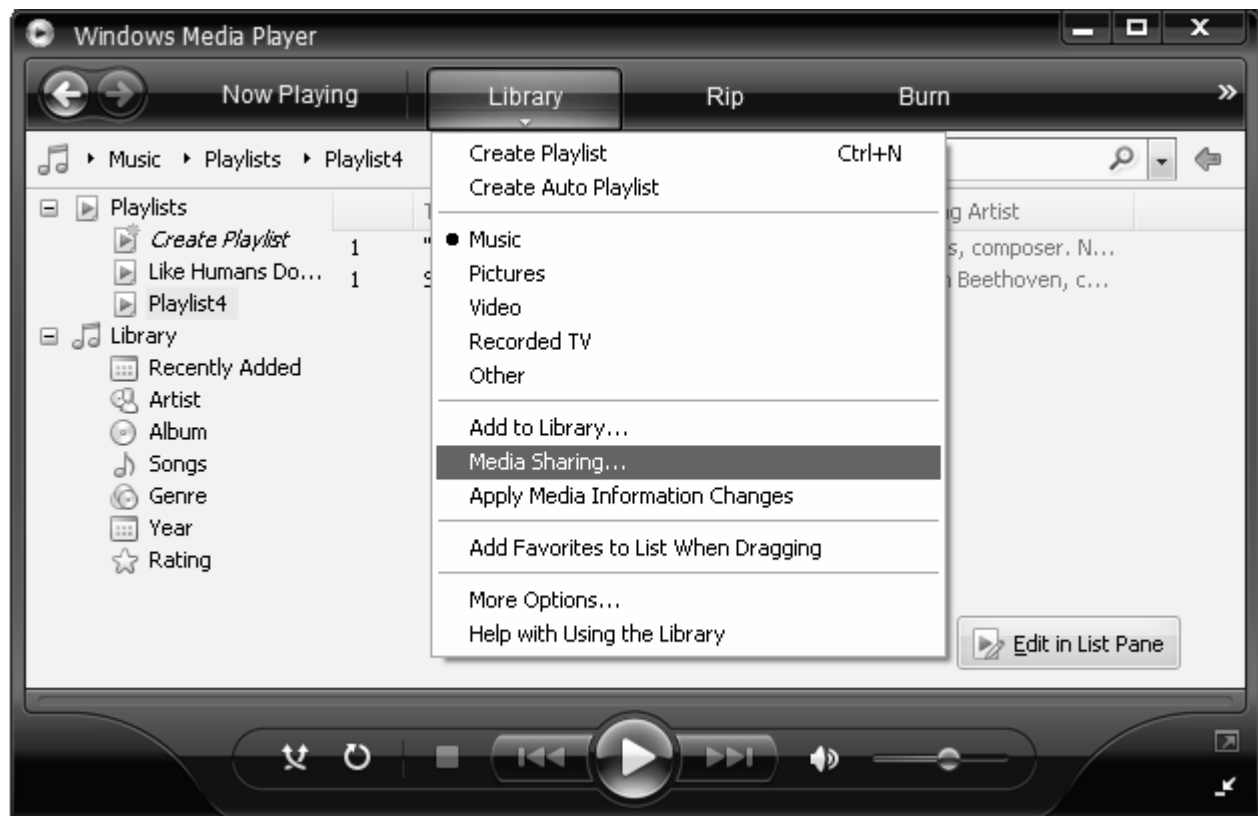 Windows Media Player
Now Playing Library Rip Burn »
Music Playlists Playlist4
Create Playlist Ctrl+N
Create Auto Playlist
Music
Pictures
Video
Recorded TV
Other
Add to Library...
Media Sharing...
Apply Media Information Changes
Add Favorites to List When Dragging
More Options...
Help with Using the Library
Playlists
Create Playlist
Like Humans Do...
Playlist4
Library
Recently Added
Artist
Album
Songs
Genre
Year
Rating
1
1
Artist
composer. N...
Beethoven, c...
Edit in List Pane